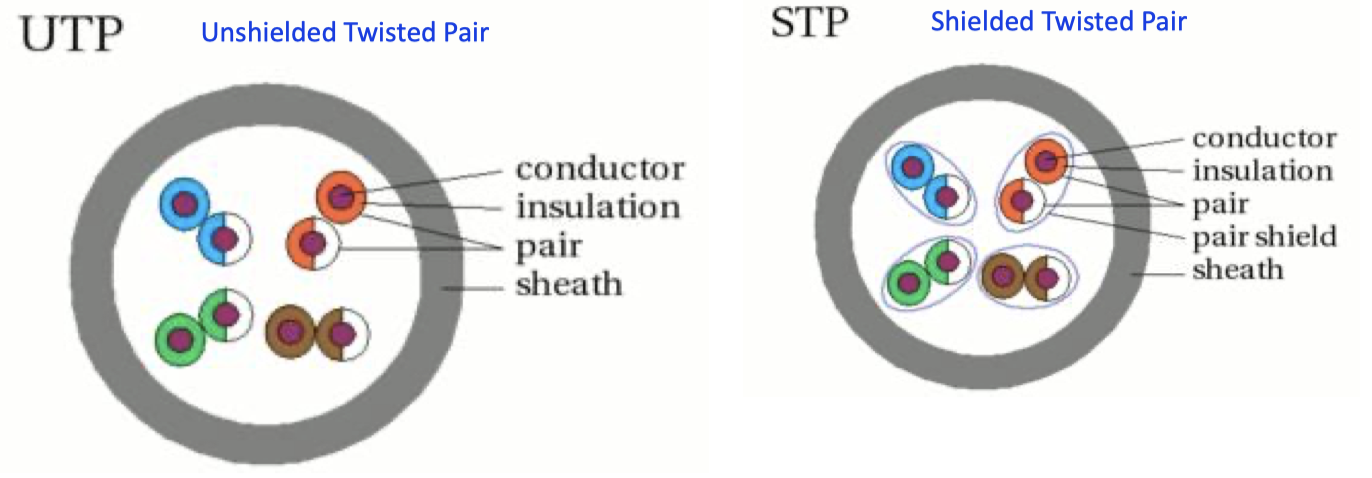 UTP
Unshielded Twisted Pair
conductor
insulation
pair
sheath
STP
Shielded Twisted Pair
conductor
insulation
pair
pair shield
sheath